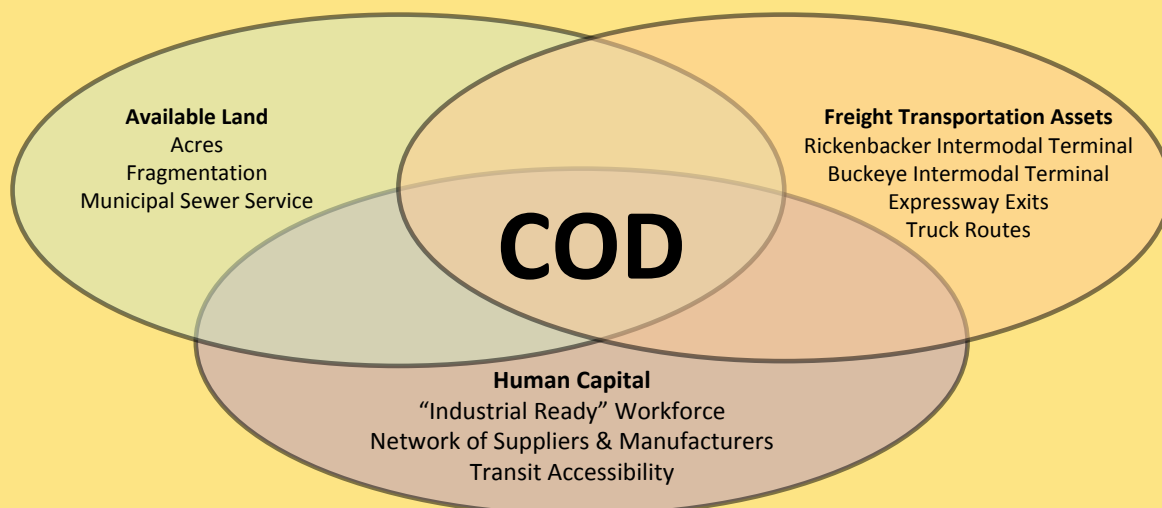 Available Land
Acres
Fragmentation
Municipal Sewer Service
Freight Transportation Assets
Rickenbacker Intermodal Terminal
Buckeye Intermodal Terminal
Expressway Exits
Truck Routes
COD
Human Capital
“Industrial Ready” Workforce
Network of Suppliers & Manufacturers
Transit Accessibility